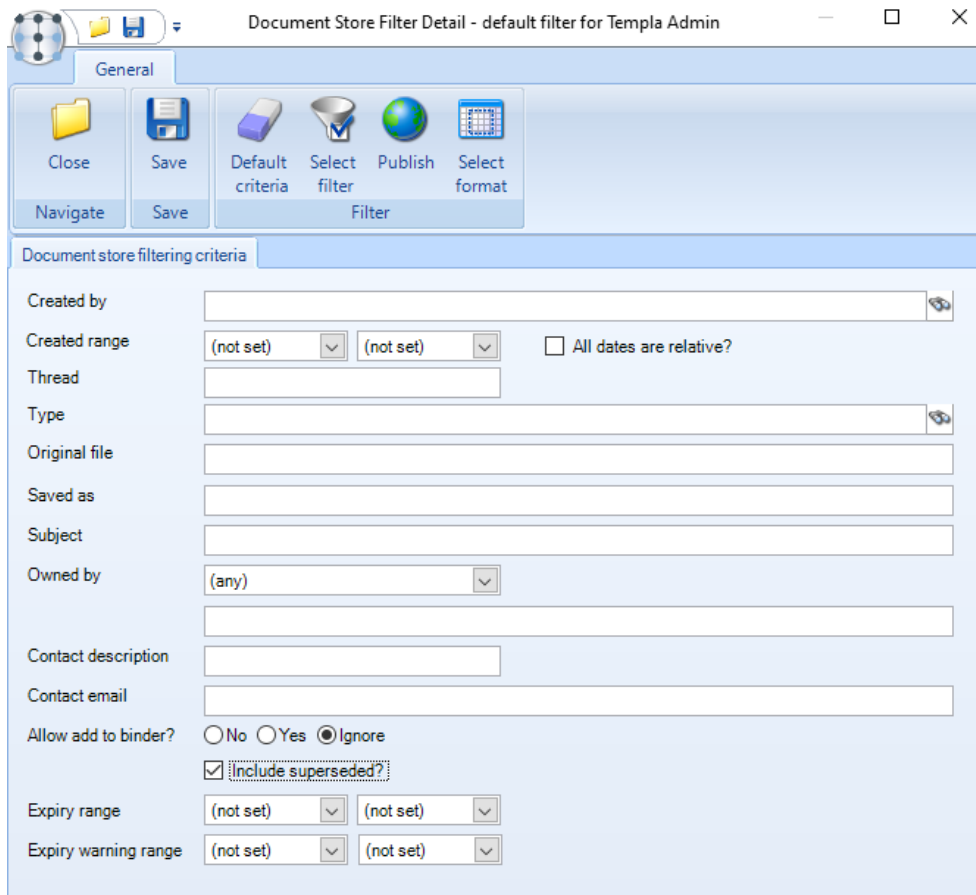 Document Store Filter Detail - default filter for Templa Admin
General
Close
Save
Default criteria
Select filter
Publish
Select format
Navigate
Save
Filter
Document store filtering criteria
Created by
Created range (not set) (not set) All dates are relative?
Thread
Type
Original file
Saved as
Subject
Owned by (any)
Contact description
Contact email
Allow add to binder? No Yes Ignore
Include superseded?
Expiry range (not set) (not set)
Expiry warning range (not set) (not set)